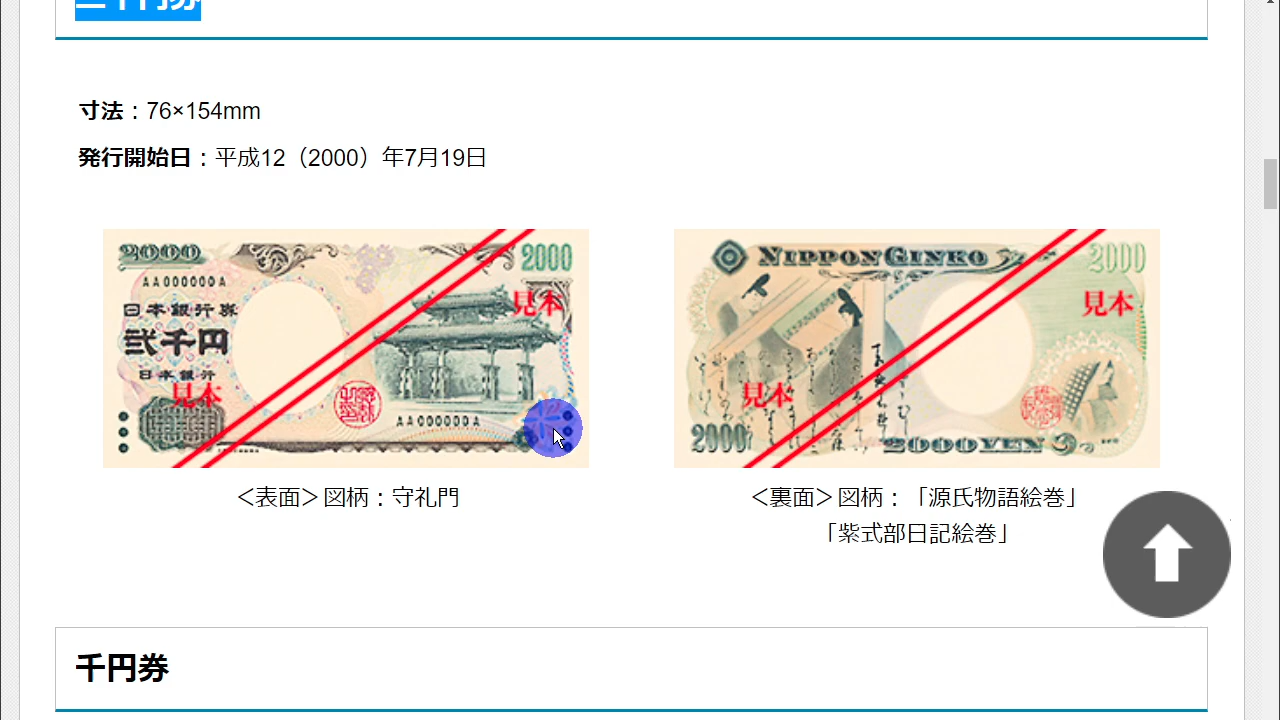 二千円券
寸法：76×154mm
発行開始日：平成12（2000）年7月19日
2000
2000
AA000000A
日本銀行券
見本
弐千円
日本銀行
見本
AA000000A
NIPPON GINKO
2000
見本
見本
2000
2000 YEN
＜表面＞図柄：守礼門
＜裏面＞図柄：「源氏物語絵巻」
「紫式部日記絵巻」
千円券